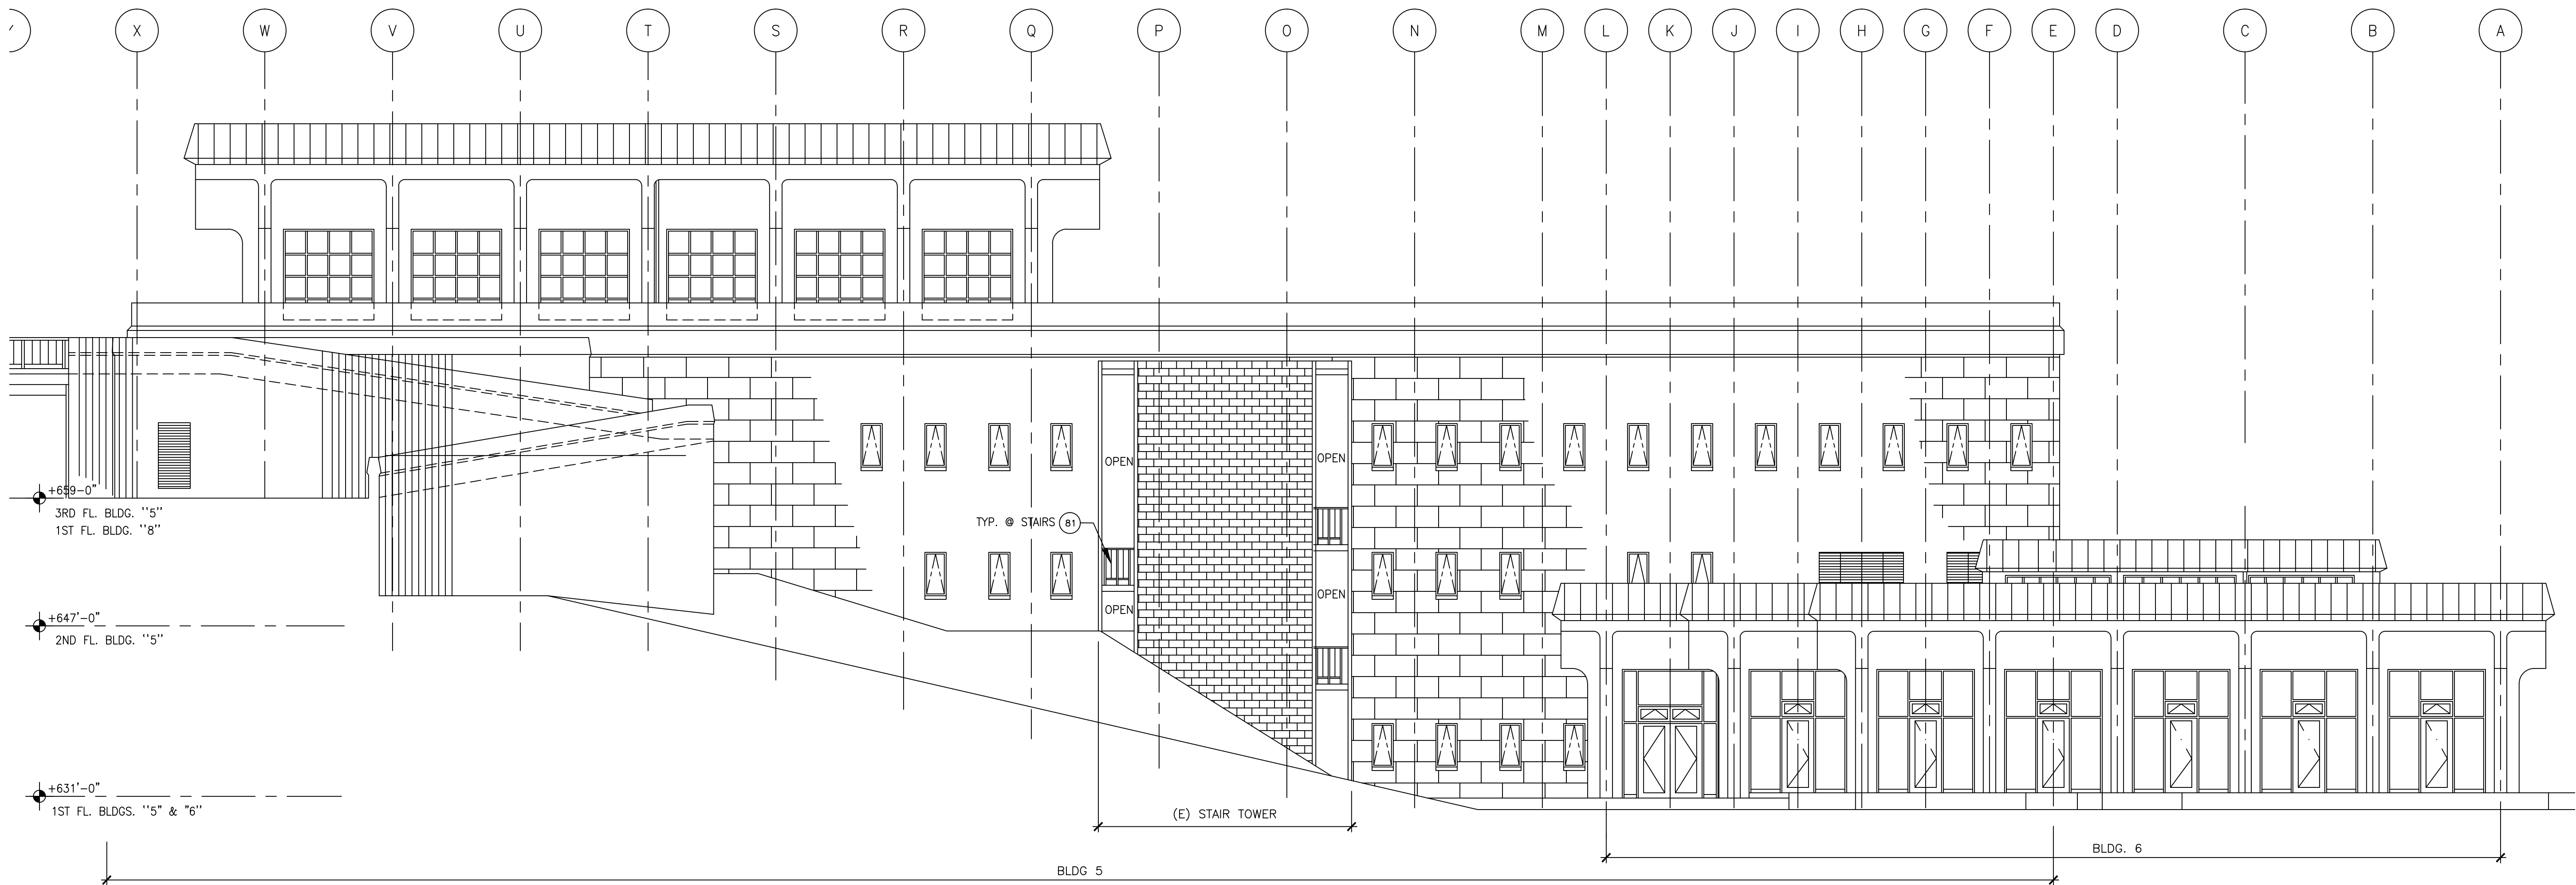 X W V U T S R Q P O N M L K J I H G F E D C B A
OPEN
OPEN
+659-0"
3RD FL. BLDG. ''5''
1ST FL. BLDG. ''8''
TYP. @ STAIRS 81
OPEN
OPEN
+647'-0"
2ND FL. BLDG. ''5''
+631'-0"
1ST FL. BLDGS. ''5" & "6''
(E) STAIR TOWER
BLDG. 6
BLDG 5